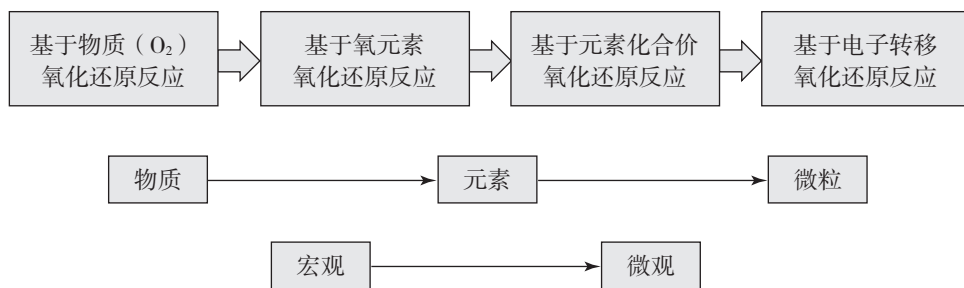 基于物质（O₂）
氧化还原反应
基于氧元素
氧化还原反应
基于元素化合价
氧化还原反应
基于电子转移
氧化还原反应
物质
元素
微粒
宏观
微观